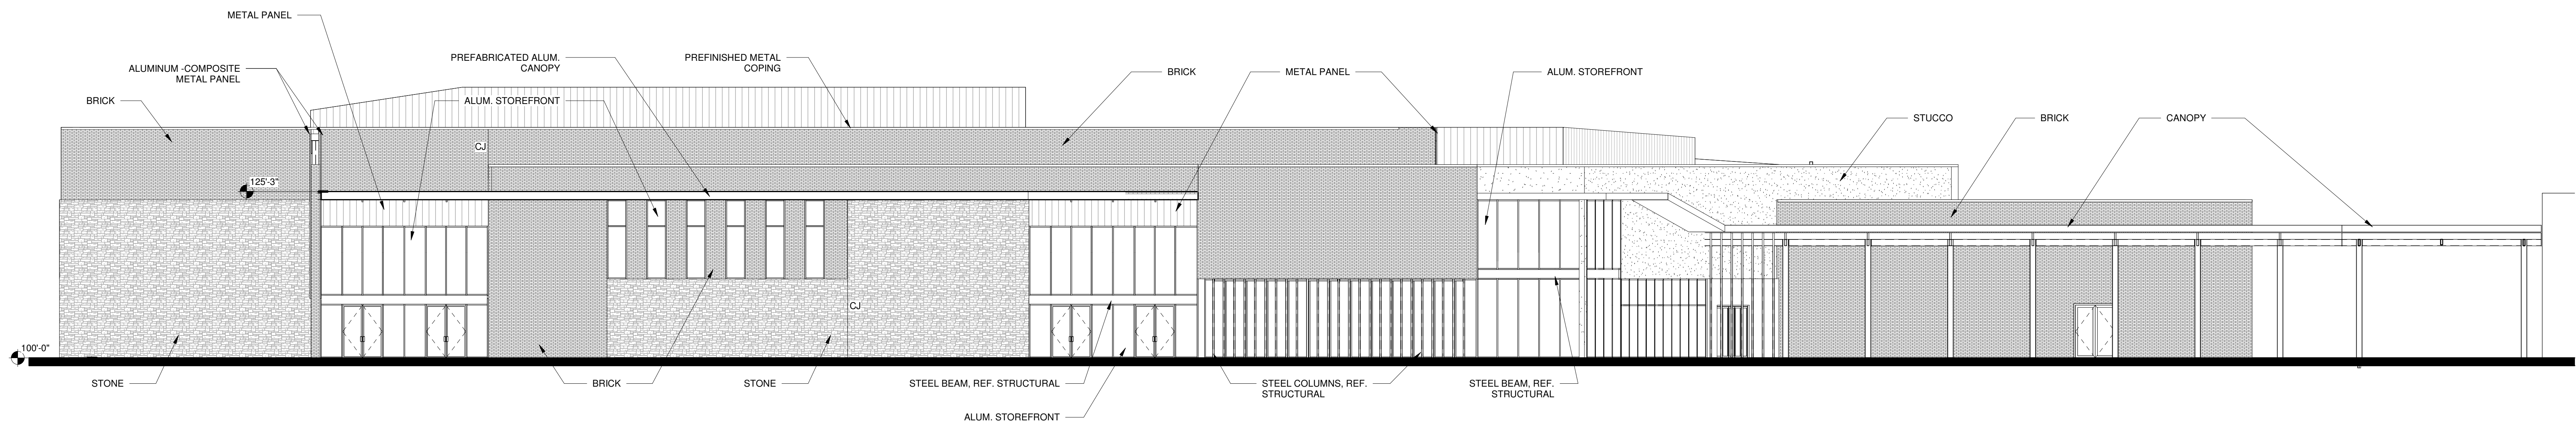 METAL PANEL
PREFABRICATED ALUM.
CANOPY
PREFINISHED METAL
COPING
ALUMINUM -COMPOSITE
METAL PANEL
BRICK
METAL PANEL
ALUM. STOREFRONT
BRICK
ALUM. STOREFRONT
STUCCO
BRICK
CANOPY
CJ
125'-3"
CJ
100'-0"
STONE
BRICK
STONE
STEEL BEAM, REF. STRUCTURAL
STEEL COLUMNS, REF.
STRUCTURAL
STEEL BEAM, REF.
STRUCTURAL
ALUM. STOREFRONT